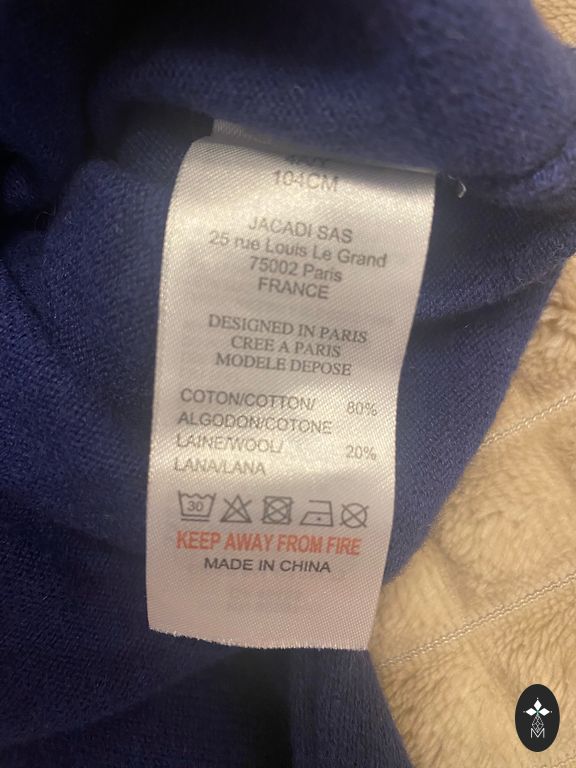 104CM
JACADI SAS
25 rue Louis Le Grand
75002 Paris
FRANCE
DESIGNED IN PARIS
CREE A PARIS
MODELE DEPOSE
COTON/COTTON/ 80%
ALGODON/COTONE
LAINE/WOOL/ 20%
LANA/LANA
30
KEEP AWAY FROM FIRE
MADE IN CHINA
M